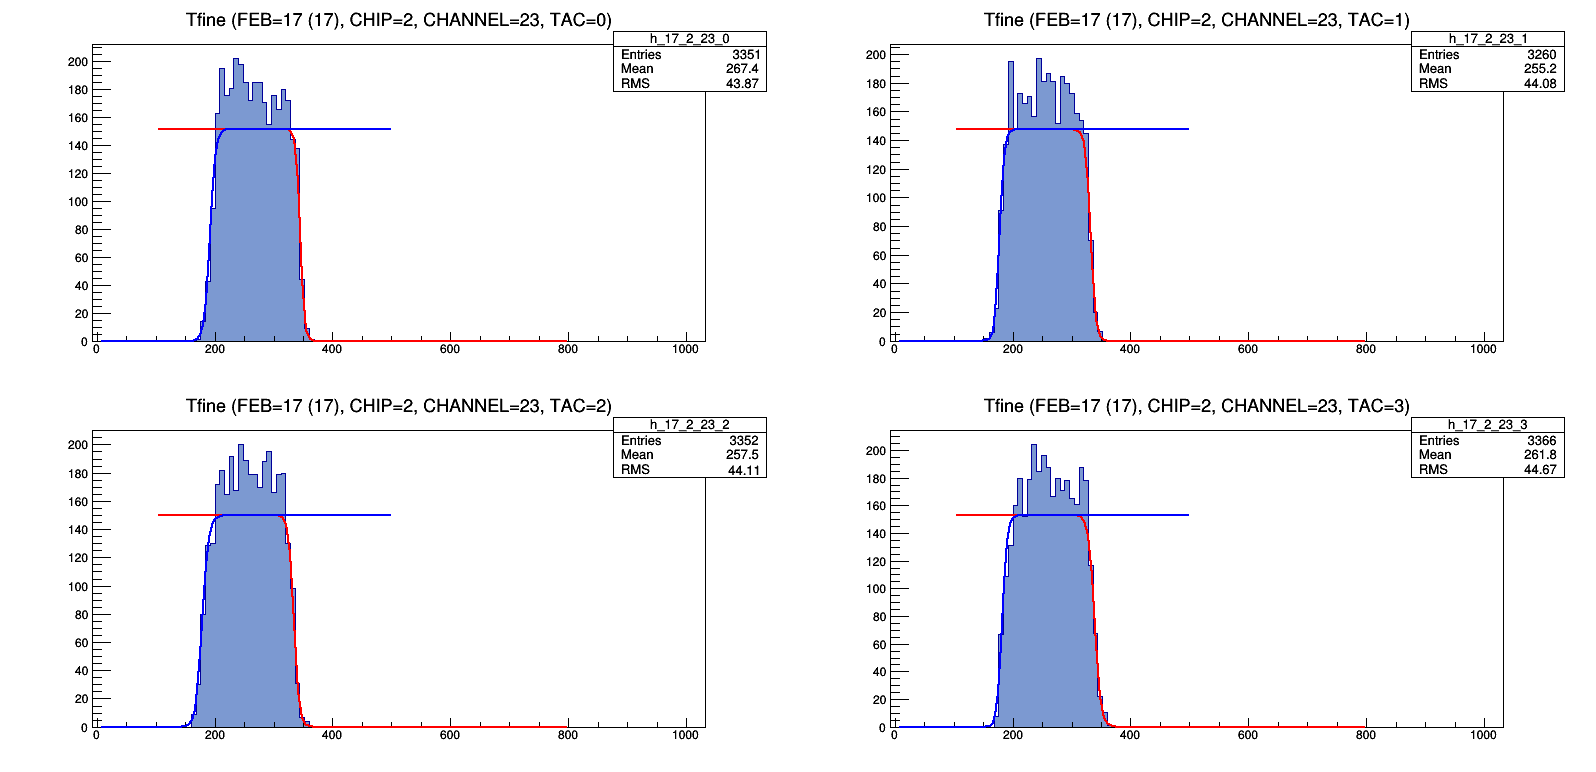 Tfine (FEB=17 (17), CHIP=2, CHANNEL=23, TAC=0)
h_17_2_23_0
Entries 3351
Mean 267.4
RMS 43.87
200
180
160
140
120
100
80
60
40
20
0
0 200 400 600 800 1000
Tfine (FEB=17 (17), CHIP=2, CHANNEL=23, TAC=1)
h_17_2_23_1
Entries 3260
Mean 255.2
RMS 44.08
200
180
160
140
120
100
80
60
40
20
0
0 200 400 600 800 1000
Tfine (FEB=17 (17), CHIP=2, CHANNEL=23, TAC=2)
h_17_2_23_2
Entries 3352
Mean 257.5
RMS 44.11
200
180
160
140
120
100
80
60
40
20
0
0 200 400 600 800 1000
Tfine (FEB=17 (17), CHIP=2, CHANNEL=23, TAC=3)
h_17_2_23_3
Entries 3366
Mean 261.8
RMS 44.67
200
180
160
140
120
100
80
60
40
20
0
0 200 400 600 800 1000